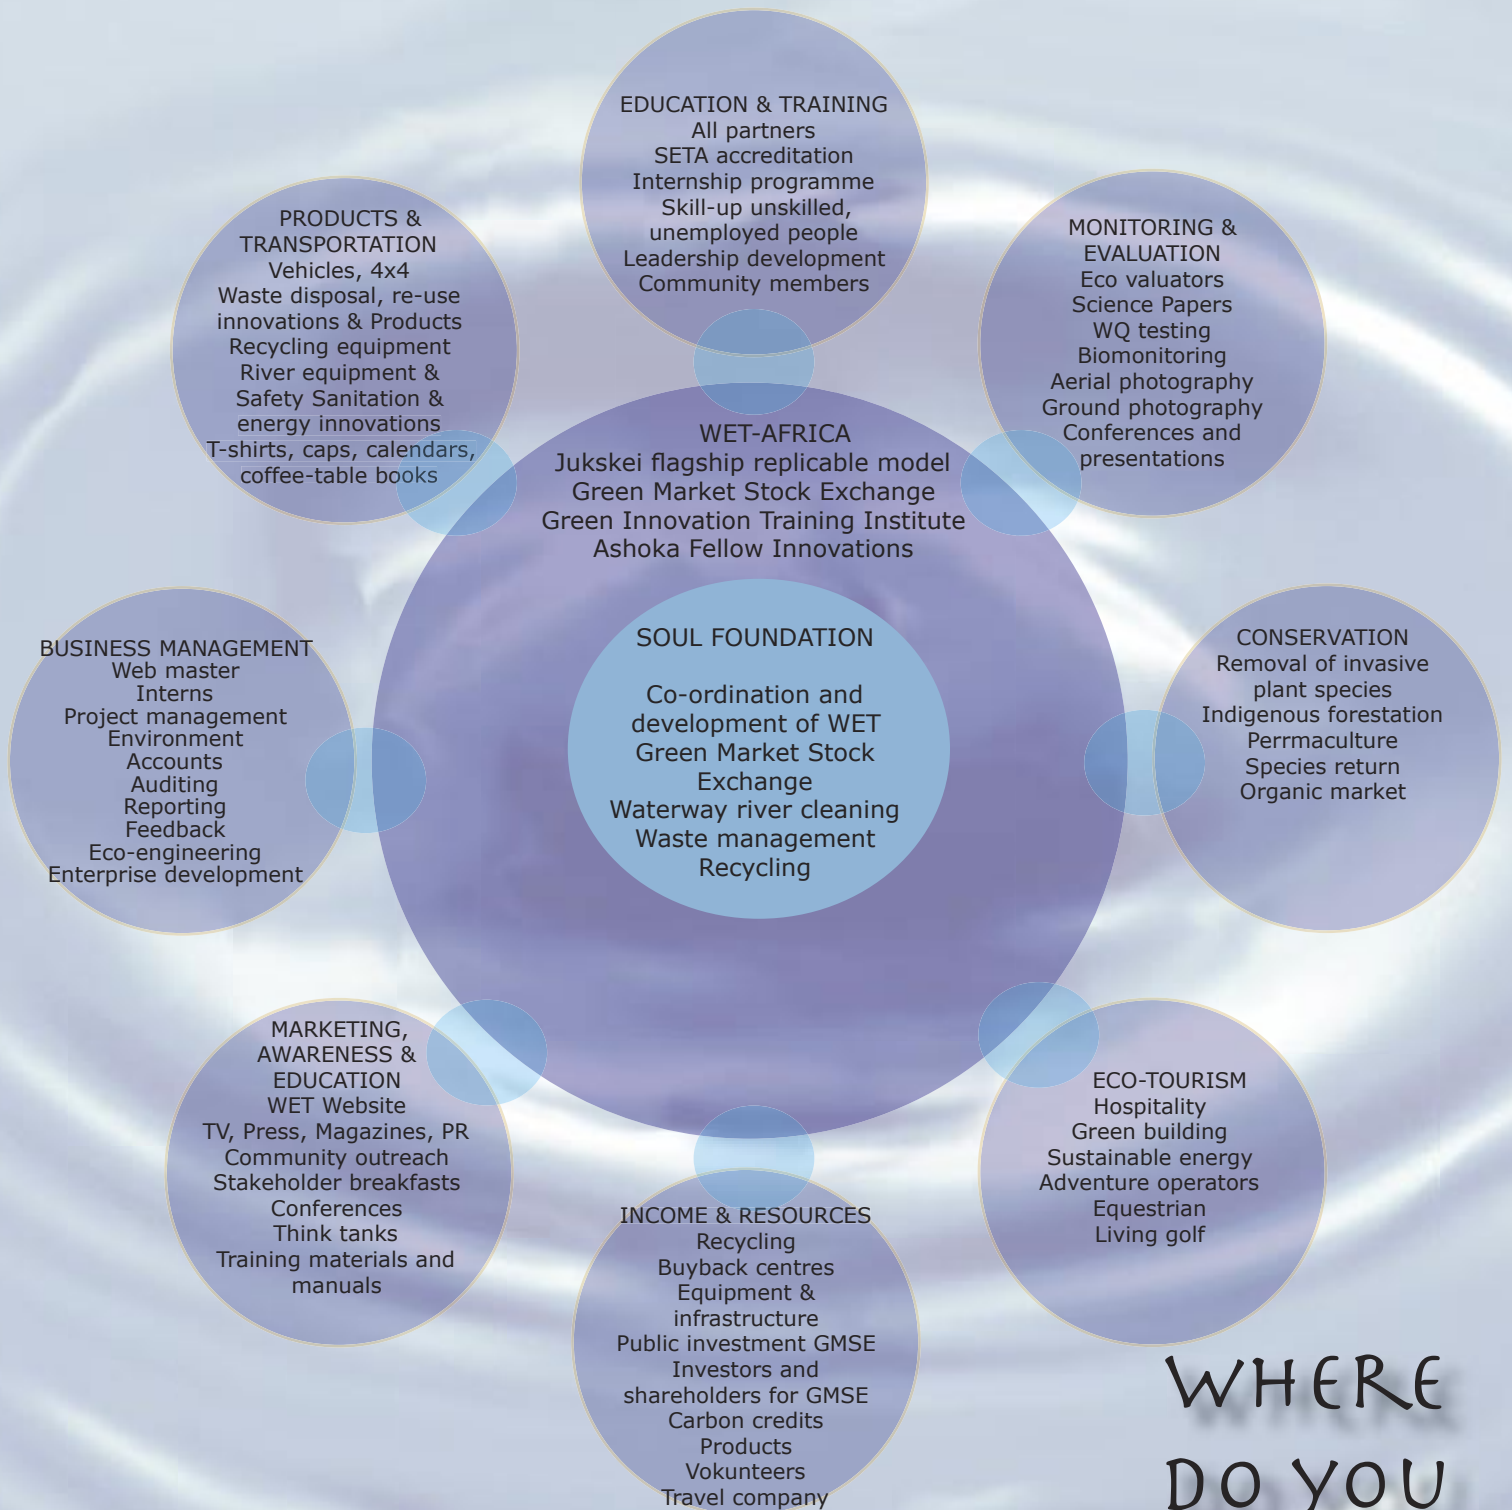 EDUCATION & TRAINING
All partners
SETA accreditation
Internship programme
Skill-up unskilled,
unemployed people
Leadership development
Community members
PRODUCTS &
TRANSPORTATION
Vehicles, 4x4
Waste disposal, re-use
innovations & Products
Recycling equipment
River equipment &
Safety Sanitation &
energy innovations
T-shirts, caps, calendars,
coffee-table books
MONITORING &
EVALUATION
Eco valuators
Science Papers
WQ testing
Biomonitoring
Aerial photography
Ground photography
Conferences and
presentations
WET-AFRICA
Jukskei flagship replicable model
Green Market Stock Exchange
Green Innovation Training Institute
Ashoka Fellow Innovations
SOUL FOUNDATION
Co-ordination and
development of WET
Green Market Stock
Exchange
Waterway river cleaning
Waste management
Recycling
BUSINESS MANAGEMENT
Web master
Interns
Project management
Environment
Accounts
Auditing
Reporting
Feedback
Eco-engineering
Enterprise development
CONSERVATION
Removal of invasive
plant species
Indigenous forestation
Perrmaculture
Species return
Organic market
MARKETING,
AWARENESS &
EDUCATION
WET Website
TV, Press, Magazines, PR
Community outreach
Stakeholder breakfasts
Conferences
Think tanks
Training materials and
manuals
ECO-TOURISM
Hospitality
Green building
Sustainable energy
Adventure operators
Equestrian
Living golf
INCOME & RESOURCES
Recycling
Buyback centres
Equipment &
infrastructure
Public investment GMSE
Investors and
shareholders for GMSE
Carbon credits
Products
Vokunteers
Travel company
WHERE
DO YOU